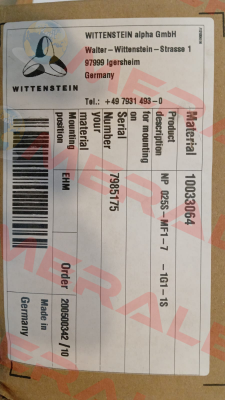 WITTENSTEIN
WITTENSTEIN alpha GmbH
Walter-Wittenstein-Strasse 1
97999 Igersheim
Germany
Tel.: +49 7931 493-0
Material 10033064
Product
description NP 025S-MF1-7 -1G1-1S
for mounting
on
Serial
Number 7985175
your
material
Mounting
position EHM
Order 200500342 /10
Made in
Germany
MERALE